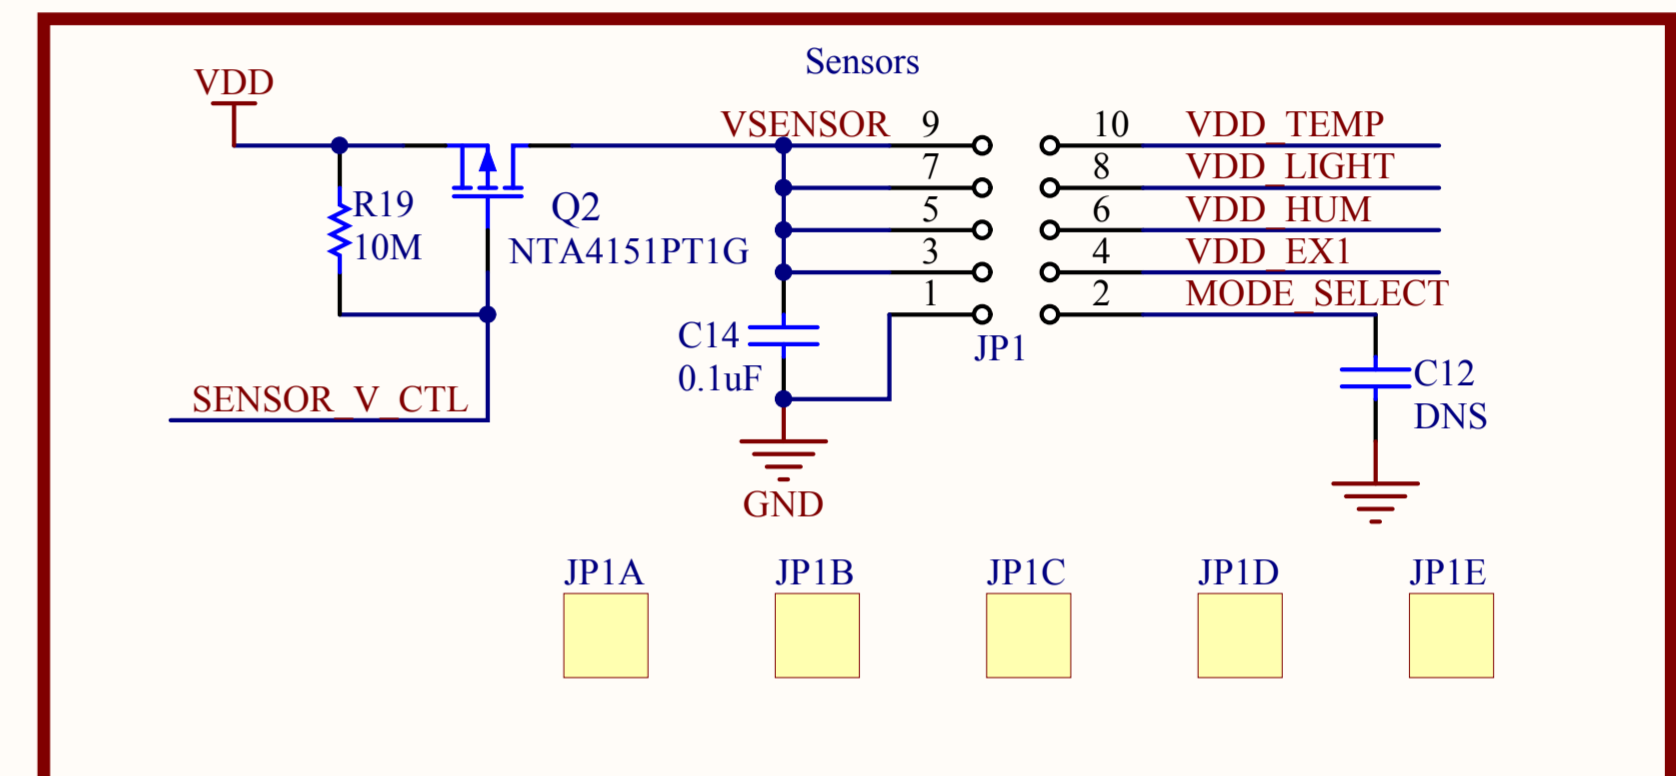 Sensors
VDD
VSENSOR 9 10 VDD_TEMP
7 8 VDD_LIGHT
R19 5 6 VDD_HUM
Q2
10M NTA4151PT1G 3 4 VDD_EX1
1 2 MODE_SELECT
C14 JP1
0.1uF C12
SENSOR_V_CTL DNS
GND
JP1A JP1B JP1C JP1D JP1E